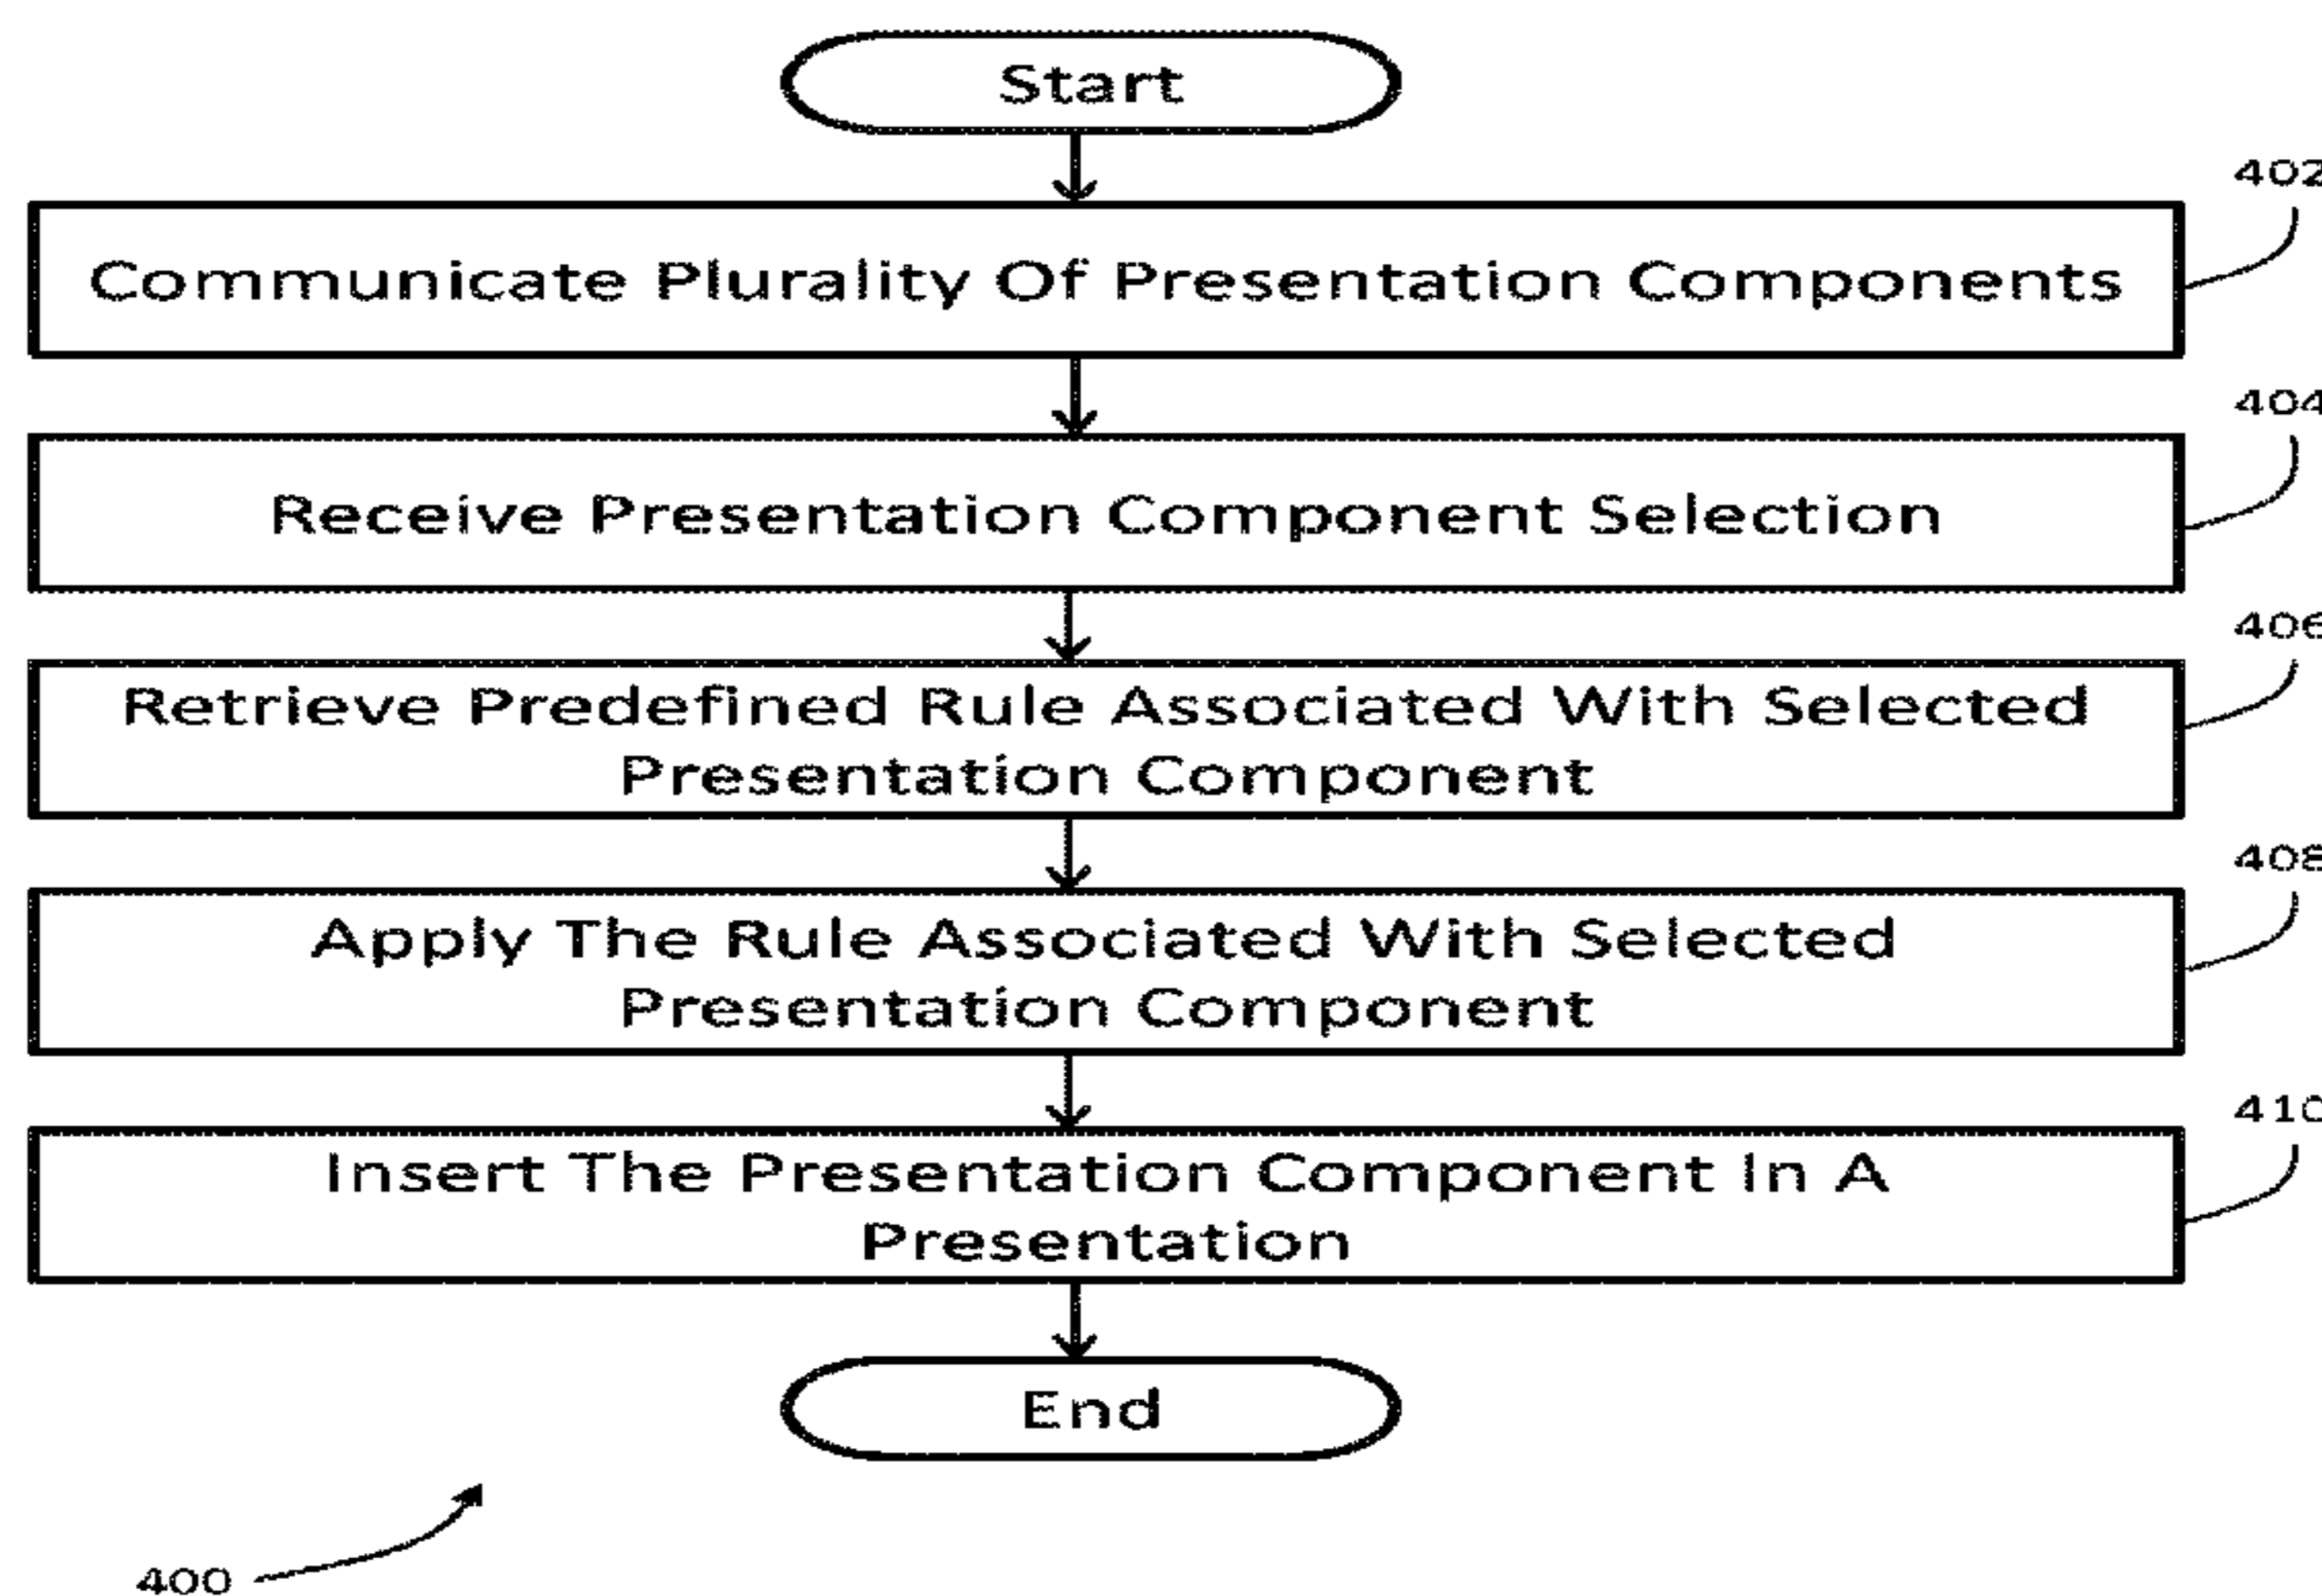 Start
402
Communicate Plurality Of Presentation Components
404
Receive Presentation Component Selection
406
Retrieve Predefined Rule Associated With Selected
Presentation Component
408
Apply The Rule Associated With Selected
Presentation Component
410
Insert The Presentation Component In A
Presentation
End
400